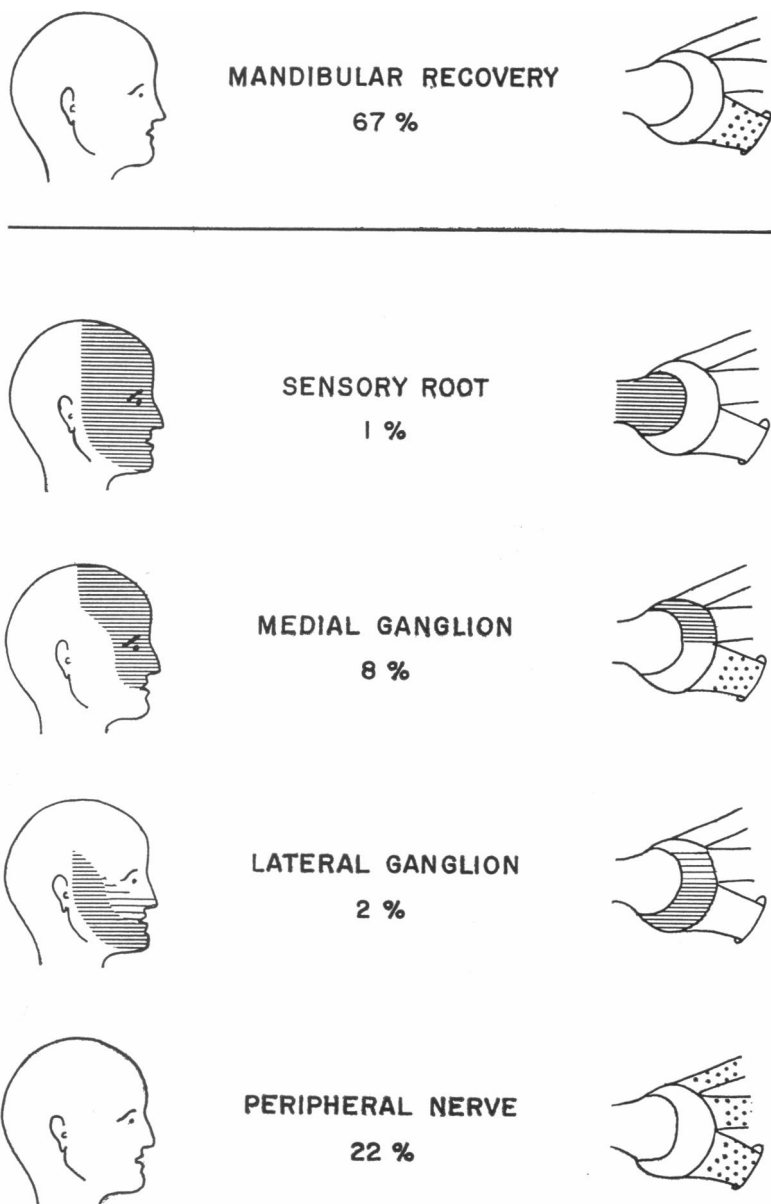 MANDIBULAR RECOVERY
67 %
SENSORY ROOT
1 %
MEDIAL GANGLION
8 %
LATERAL GANGLION
2 %
PERIPHERAL NERVE
22 %